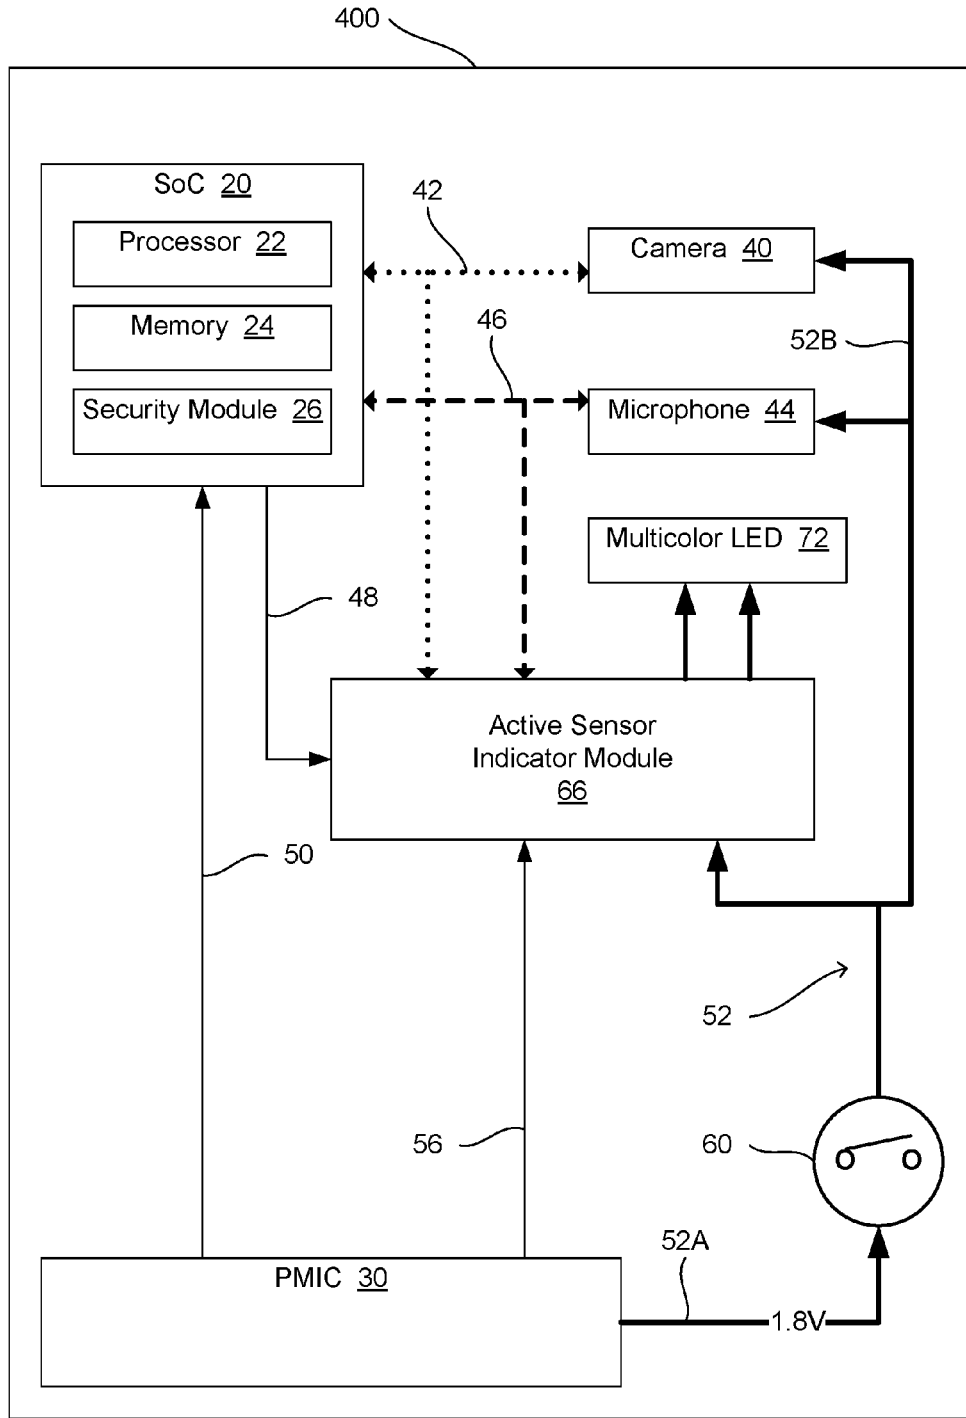 400
SoC 20
Processor 22
Memory 24
Security Module 26
42
46
Camera 40
52B
Microphone 44
Multicolor LED 72
48
Active Sensor
Indicator Module
66
50
52
56
60
52A
PMIC 30
1.8V